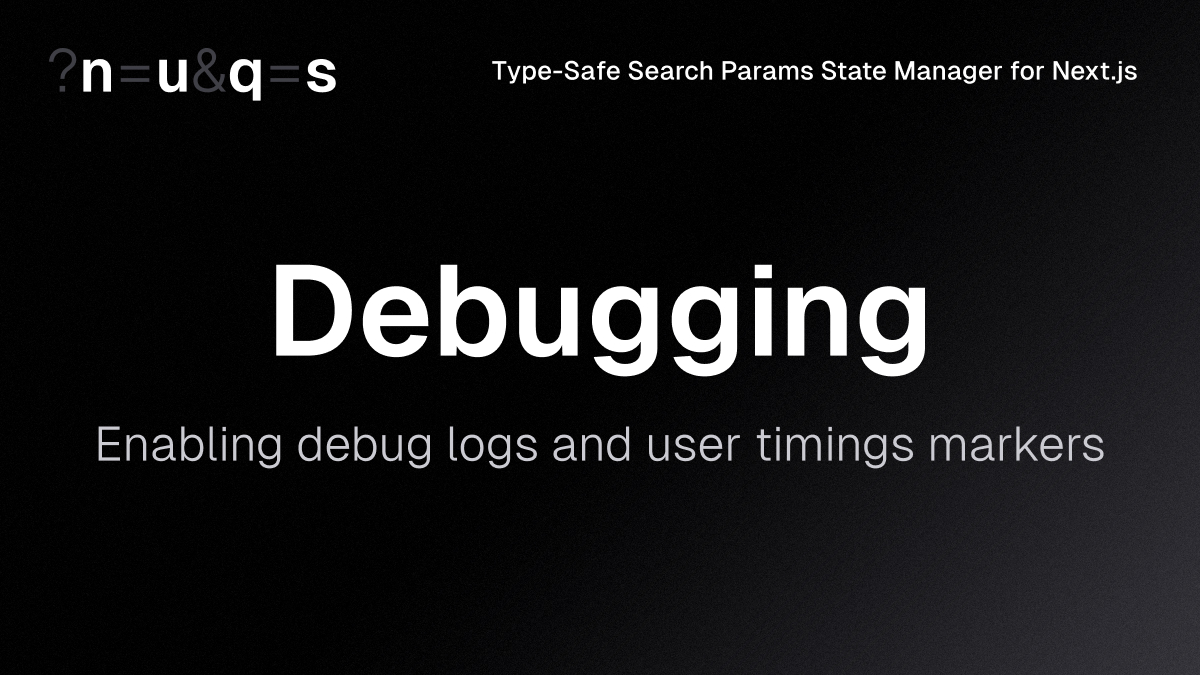 ?n=u&q=s
Type-Safe Search Params State Manager for Next.js
Debugging
Enabling debug logs and user timings markers